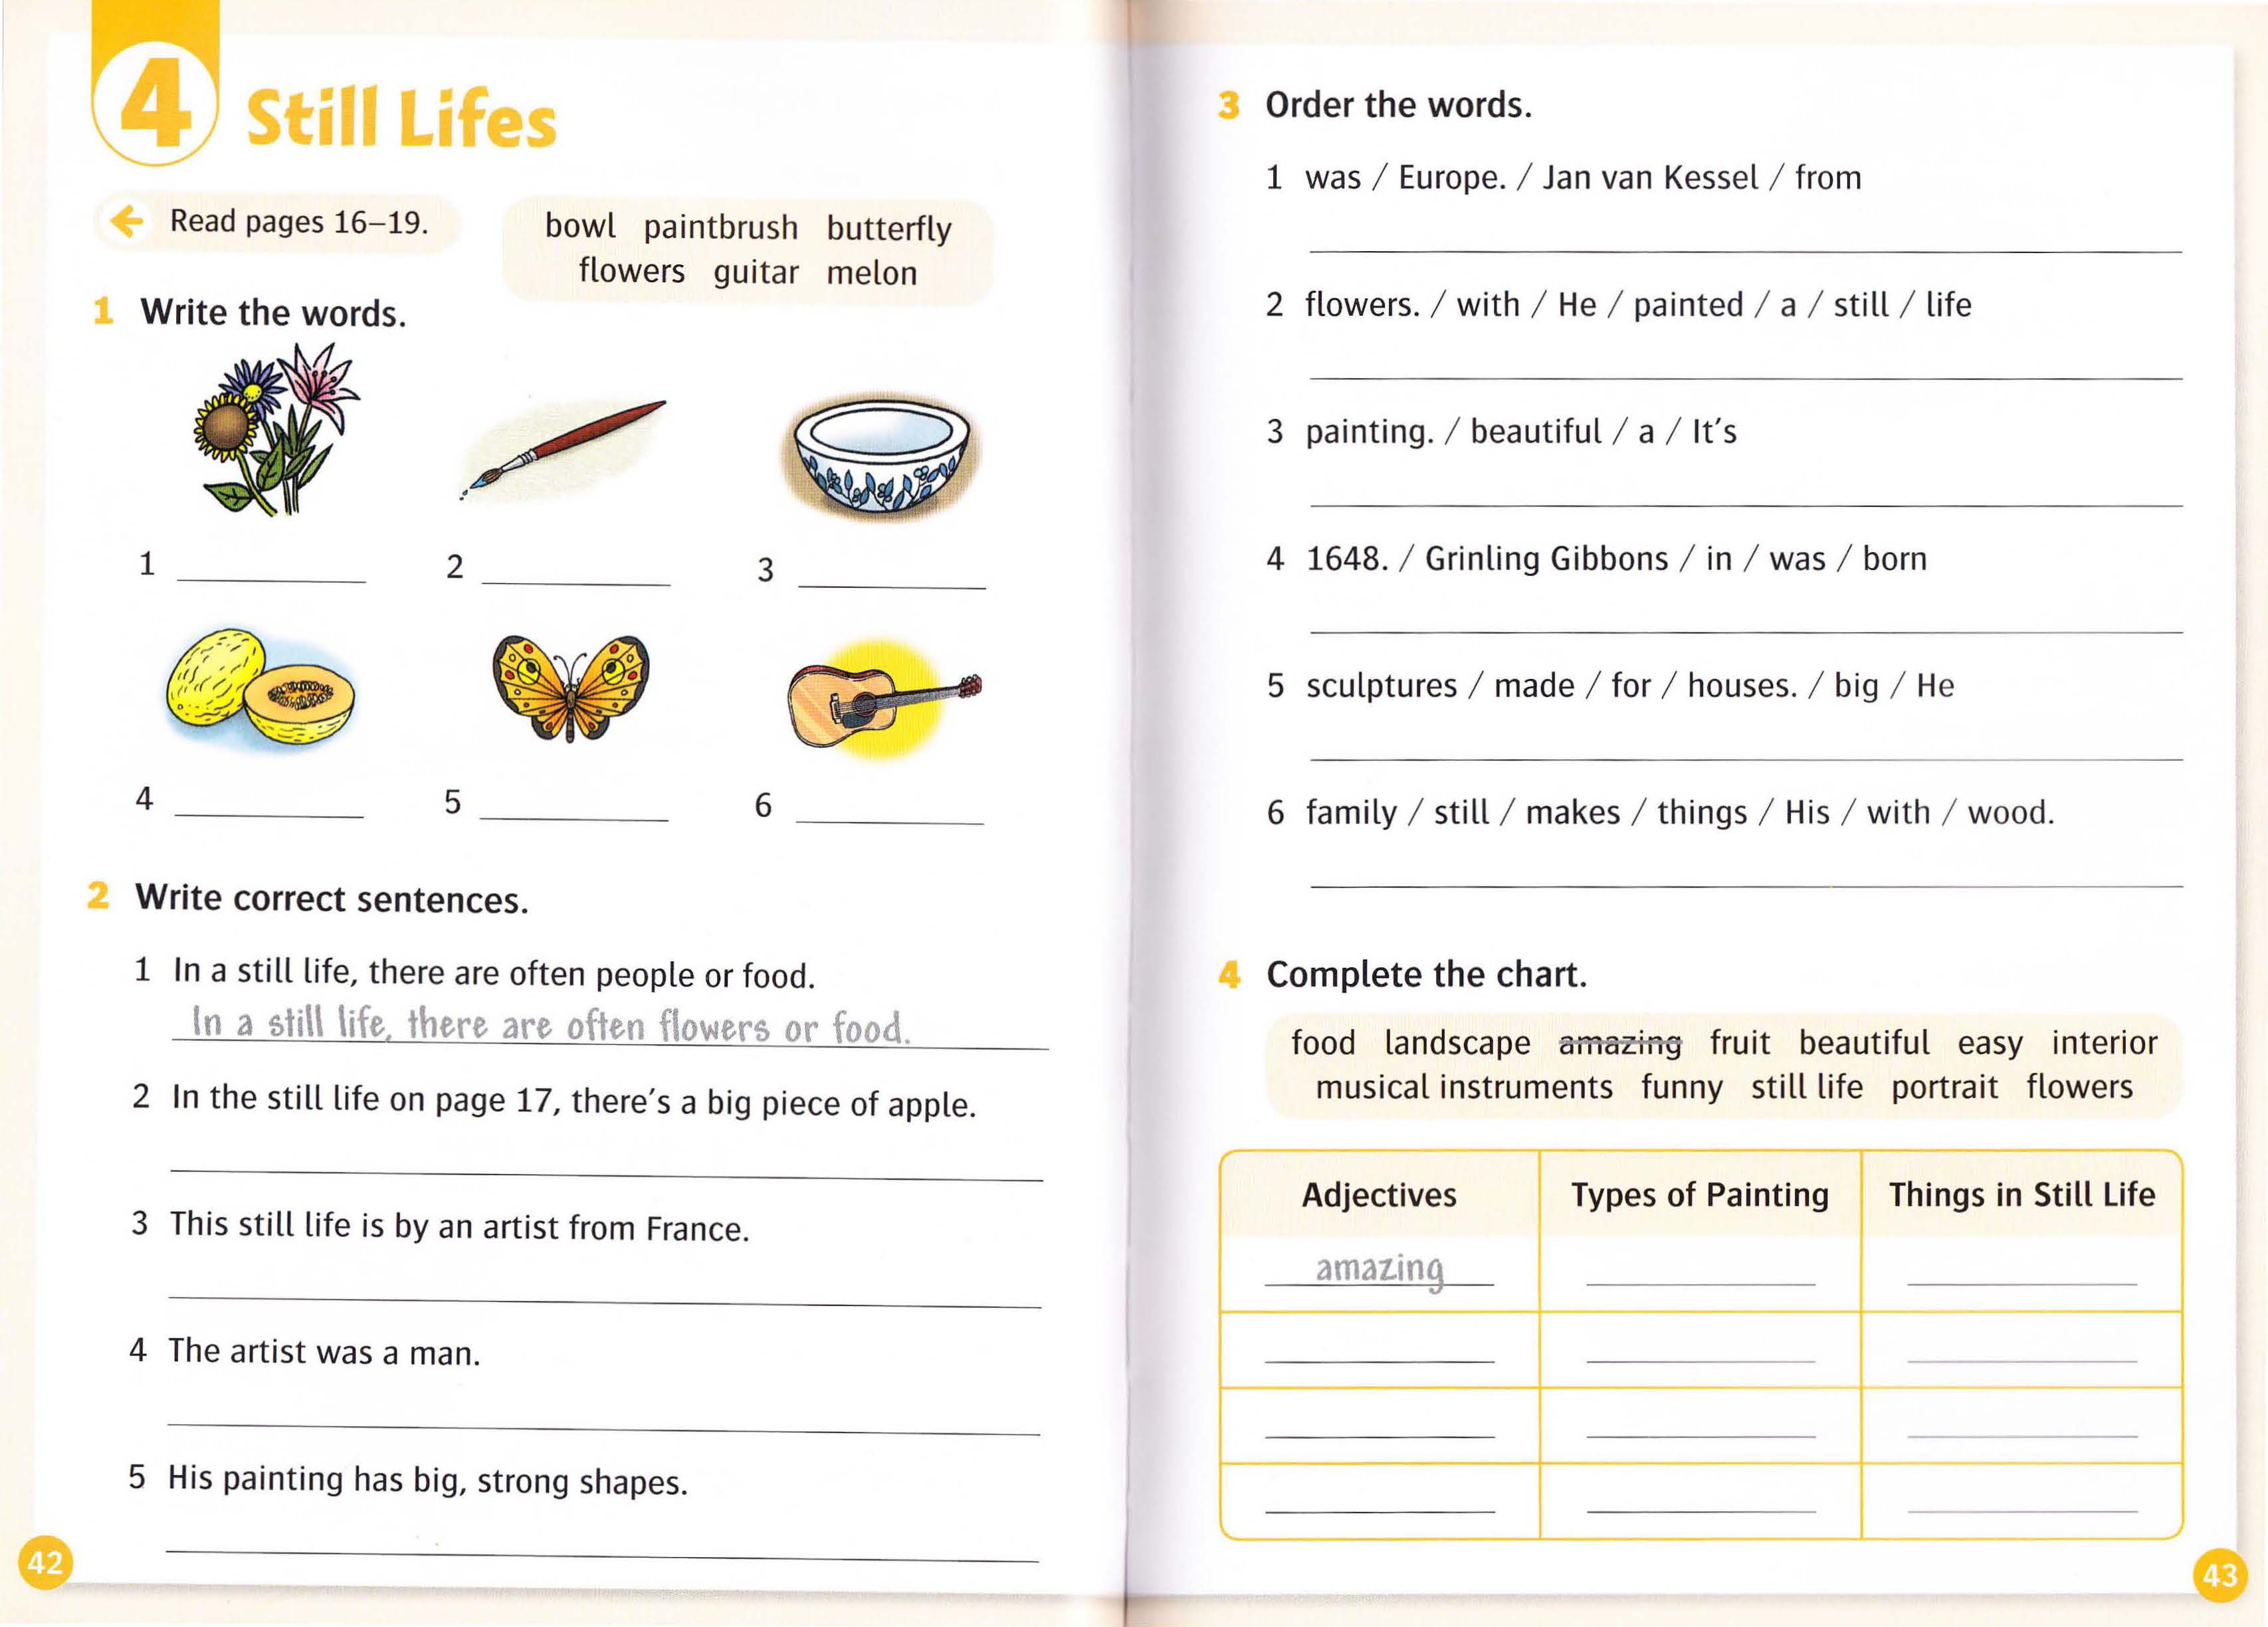 4 Still Lifes
Read pages 16–19.
bowl paintbrush butterfly
flowers guitar melon
1 Write the words.
1
2
3
4
5
6
2 Write correct sentences.
1 In a still life, there are often people or food.
In a still life, there are often flowers or food.
2 In the still life on page 17, there's a big piece of apple.
3 This still life is by an artist from France.
4 The artist was a man.
5 His painting has big, strong shapes.
42
3 Order the words.
1 was / Europe. / Jan van Kessel / from
2 flowers. / with / He / painted / a / still / life
3 painting. / beautiful / a / It's
4 1648. / Grinling Gibbons / in / was / born
5 sculptures / made / for / houses. / big / He
6 family / still / makes / things / His / with / wood.
4 Complete the chart.
food landscape amazing fruit beautiful easy interior
musical instruments funny still life portrait flowers
Adjectives Types of Painting Things in Still Life
amazing
43